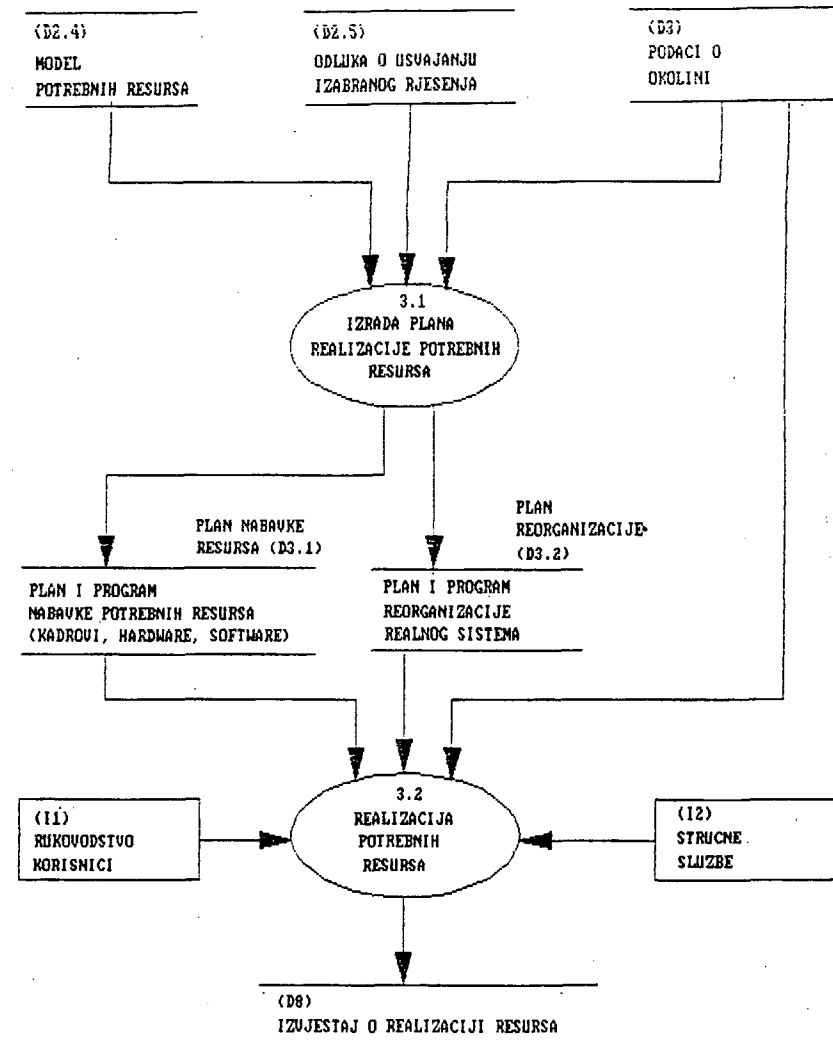 (D2.4)
MODEL
POTREBNIH RESURSA
(D2.5)
ODLUKA O USVAJANJU
IZABRANOG RJESENJA
(D3)
PODACI O
OKOLINI
3.1
IZRADA PLANA
REALIZACIJE POTREBNIH
RESURSA
PLAN NABAVKE
RESURSA (D3.1)
PLAN
REORGANIZACIJE
(D3.2)
PLAN I PROGRAM
NABAVKE POTREBNIH RESURSA
(KADROVI, HARDWARE, SOFTWARE)
PLAN I PROGRAM
REORGANIZACIJE
REALNOG SISTEMA
3.2
REALIZACIJA
POTREBNIH
RESURSA
(I1)
RUKOVODSTVO
KORISNICI
(I2)
STRUCNE
SLUZBE
(D8)
IZVJESTAJ O REALIZACIJI RESURSA